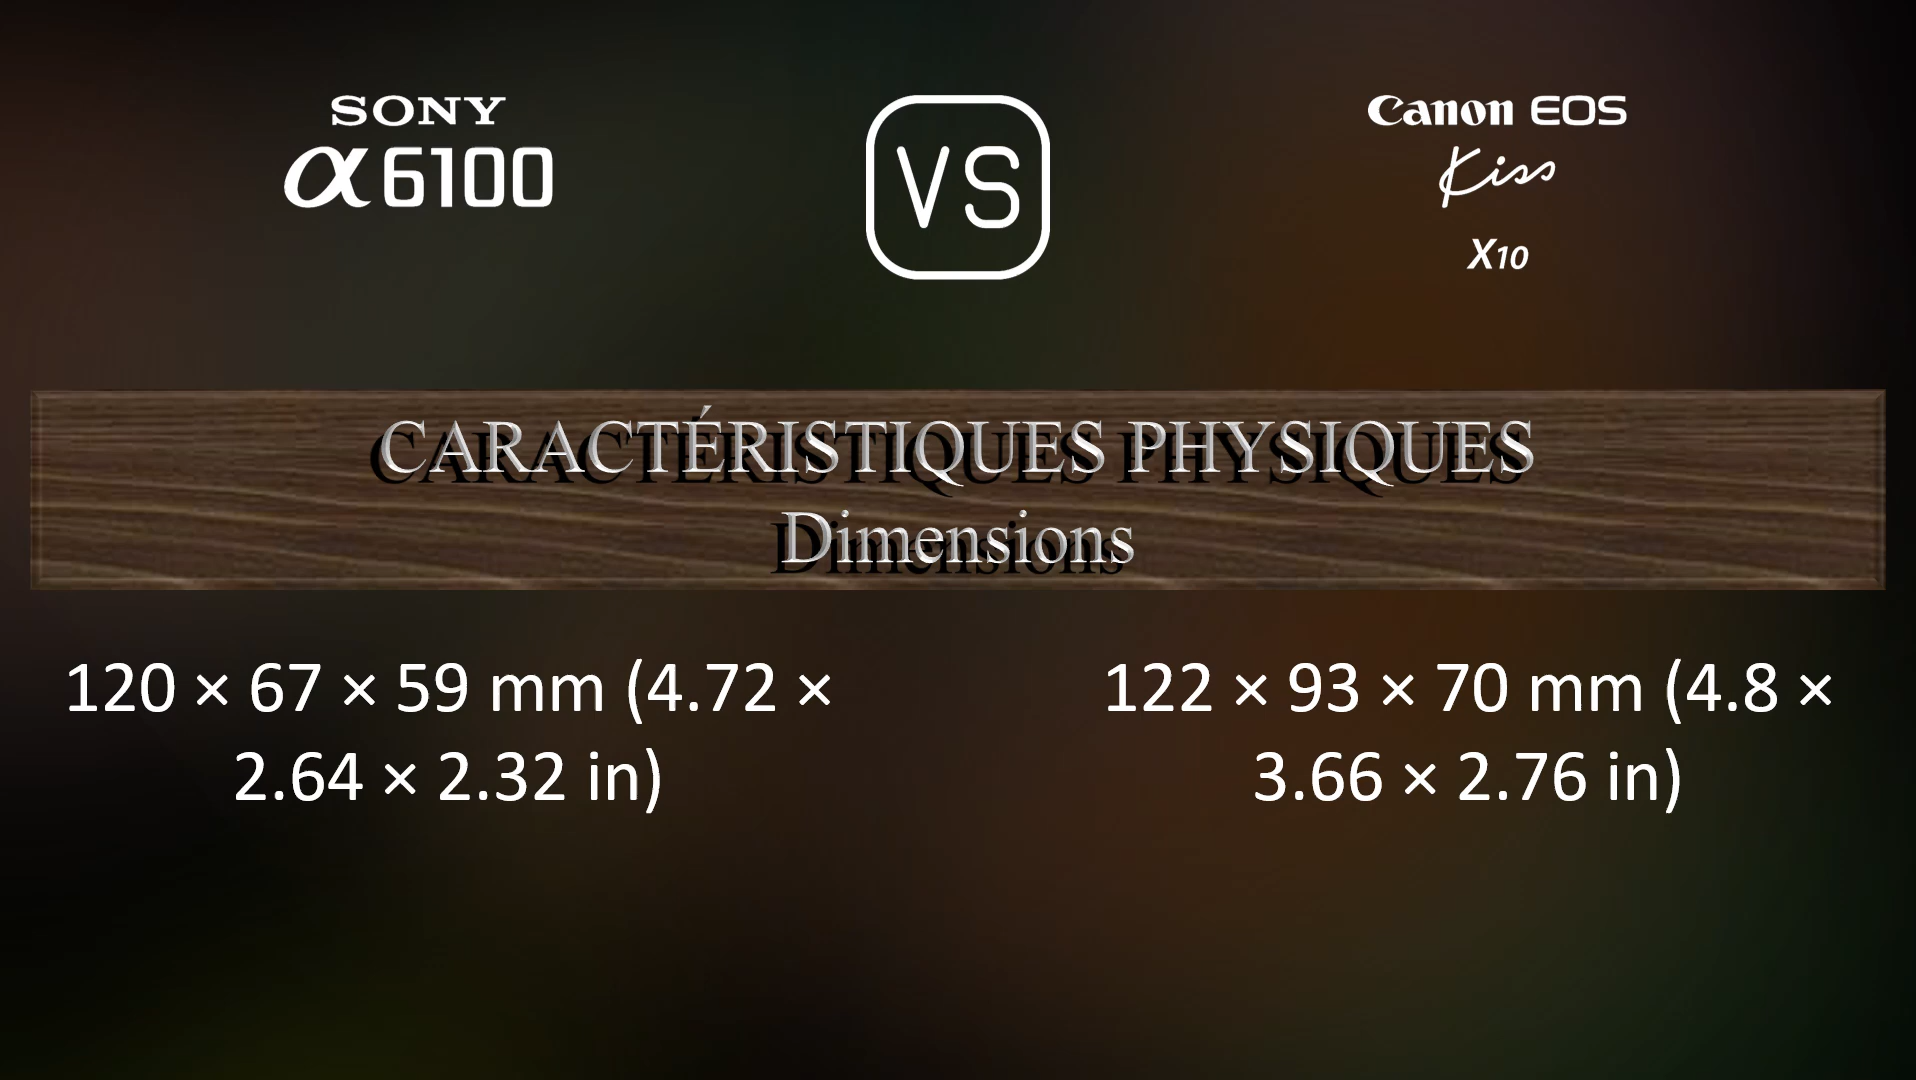 SONY
α6100
VS
Canon EOS
Kiss
X10
CARACTÉRISTIQUES PHYSIQUES
Dimensions
120 × 67 × 59 mm (4.72 ×
2.64 × 2.32 in)
122 × 93 × 70 mm (4.8 ×
3.66 × 2.76 in)